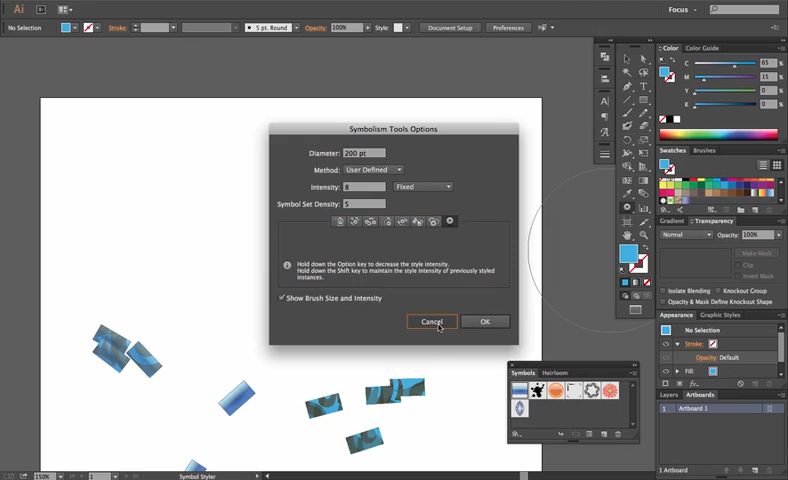 Ai Br Focus
No Selection Stroke: 5 pt. Round Opacity: 100% Style: Document Setup Preferences
Color Color Guide
C 65 %
M 15 %
Y 0 %
K 0 %
Symbolism Tools Options
Diameter: 200 pt
Method: User Defined
Intensity: 8 Fixed
Symbol Set Density: 5
Hold down the Option key to decrease the style intensity.
Hold down the Shift key to maintain the style intensity of previously styled
instances.
Show Brush Size and Intensity
Cancel OK
Swatches Brushes
Gradient Transparency
Normal Opacity: 100%
Make Mask
Clip
Invert Mask
Isolate Blending Knockout Group
Opacity & Mask Define Knockout Shape
Appearance Graphic Styles
No Selection
Stroke:
Opacity: Default
Fill:
Symbols Heirloom
Layers Artboards
1 Artboard 1
1 Artboard
150% 1 Symbol Styler